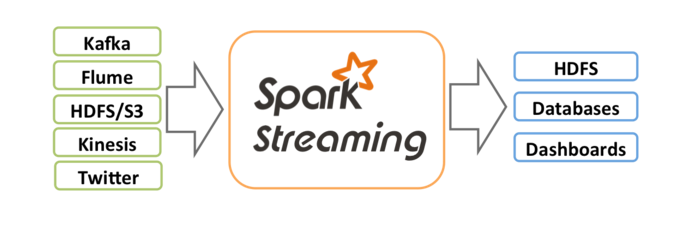 Kafka
Flume
HDFS/S3
Kinesis
Twitter
Spark
Streaming
HDFS
Databases
Dashboards